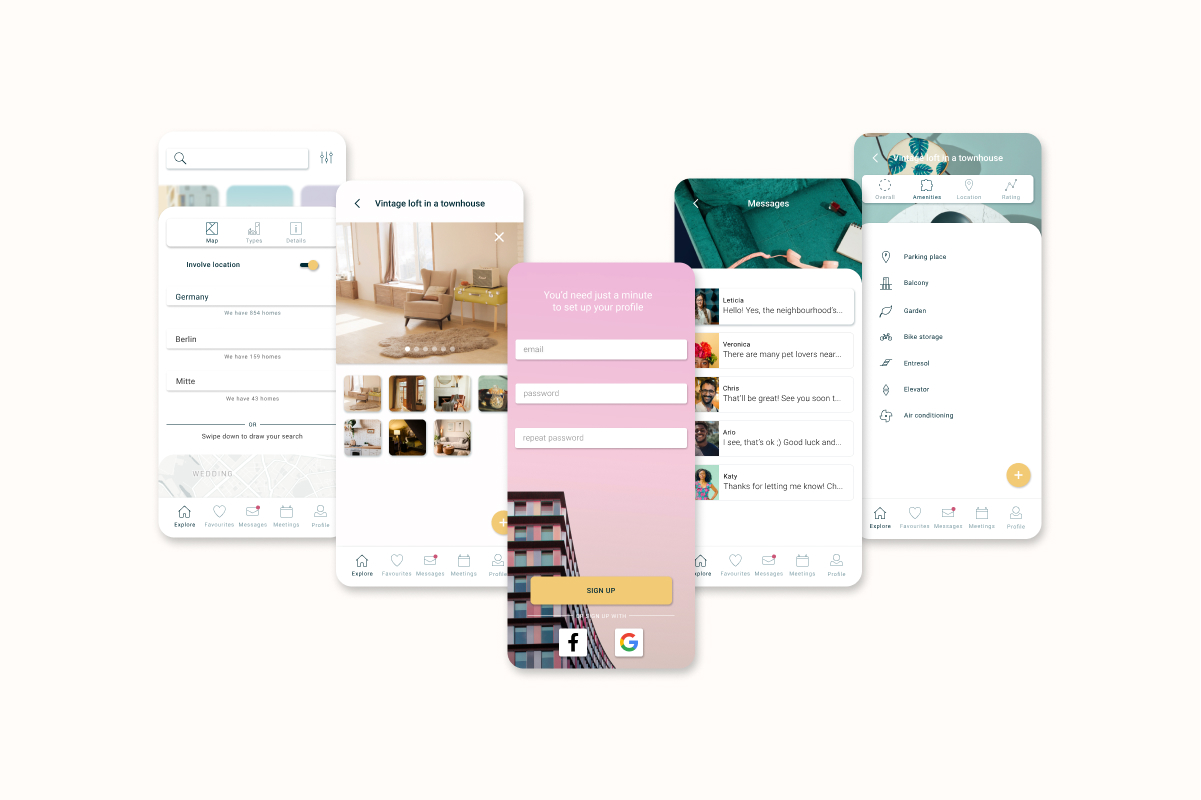 Map
Types
Details
Involve location
Germany
We have 854 homes
Berlin
We have 159 homes
Mitte
We have 43 homes
OR
Swipe down to draw your search
WEDDING
Explore
Favourites
Messages
Meetings
Profile
Vintage loft in a townhouse
Explore
Favourites
Messages
Meetings
Profile
You'd need just a minute
to set up your profile
email
password
repeat password
SIGN UP
OR SIGN UP WITH
f
G
Messages
Leticia
Hello! Yes, the neighbourhood's...
Veronica
There are many pet lovers near...
Chris
That'll be great! See you soon t...
Ario
I see, that's ok ;) Good luck and...
Katy
Thanks for letting me know! Ch...
xplore
Favourites
Messages
Meetings
Profile
Vintage loft in a townhouse
Overall
Amenities
Location
Rating
Parking place
Balcony
Garden
Bike storage
Entresol
Elevator
Air conditioning
Explore
Favourites
Messages
Meetings
Profile